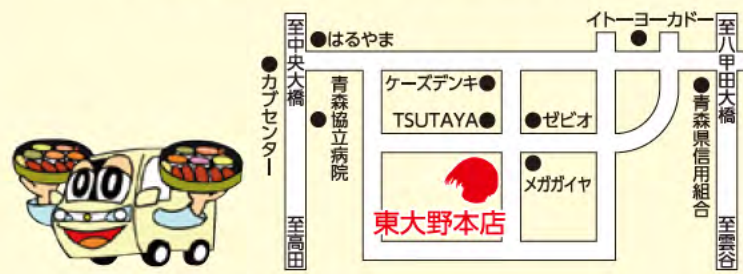 至中央大橋
はるやま
イトーヨーカドー
至八甲田大橋
カブセンター
青森協立病院
ケーズデンキ
TSUTAYA
ゼビオ
メガガイヤ
青森県信用組合
東大野本店
至高田
至雲谷